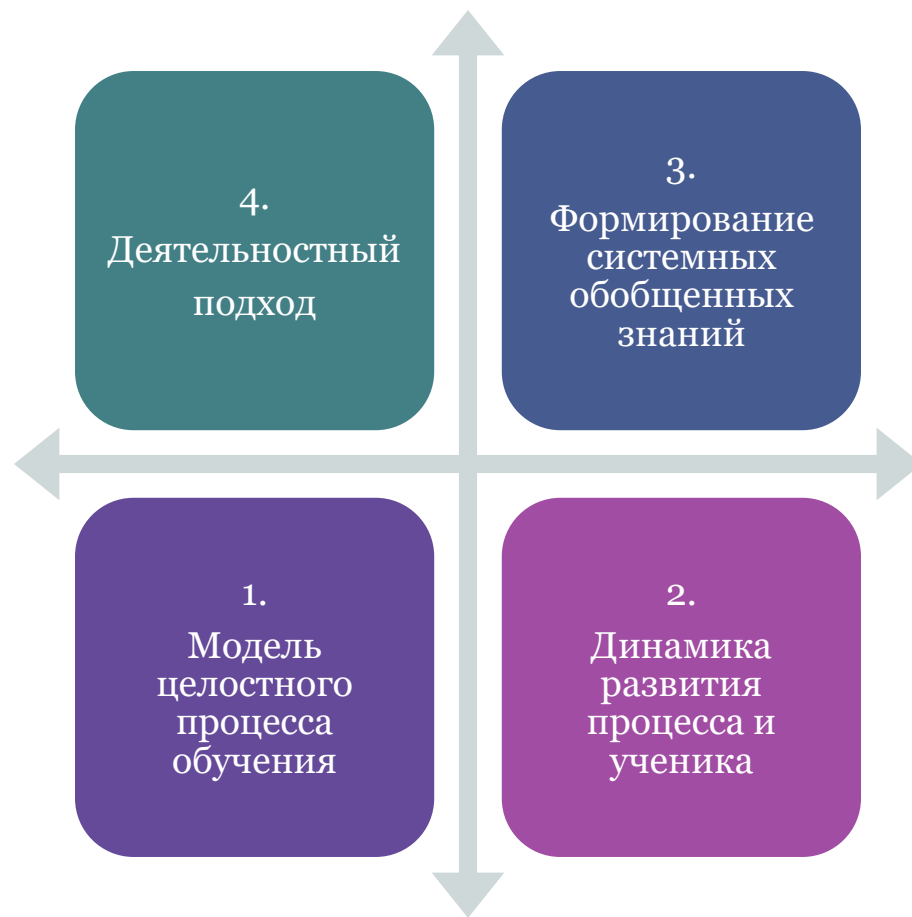 4.
Деятельностный
подход
3.
Формирование
системных
обобщенных
знаний
1.
Модель
целостного
процесса
обучения
2.
Динамика
развития
процесса и
ученика